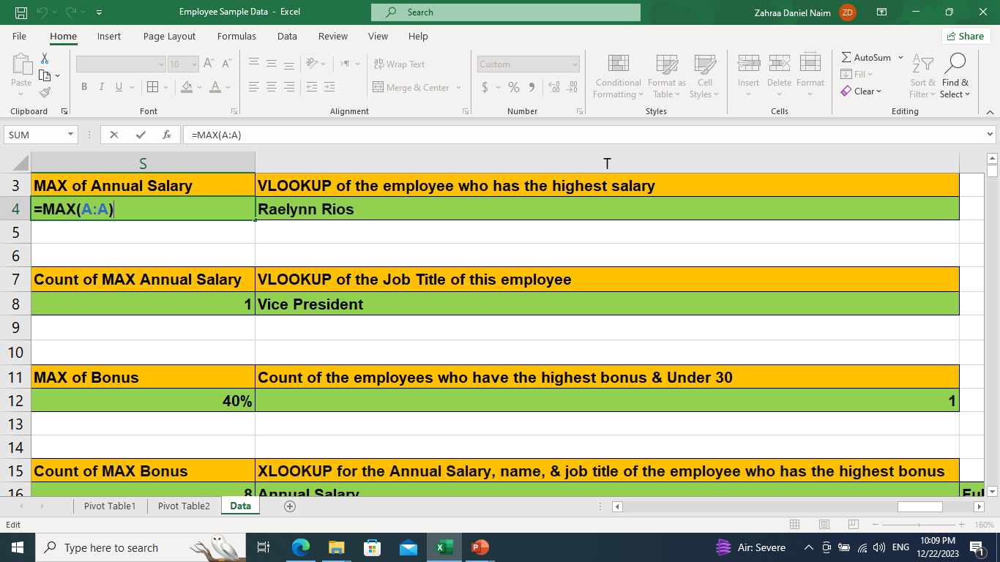 Employee Sample Data - Excel
Search
Zahraa Daniel Naim ZD
File Home Insert Page Layout Formulas Data Review View Help Share
Paste
Clipboard
10 A A
B I U A
Font
ab Wrap Text
Merge & Center
Alignment
Custom
$ % 9 .00 .0
Number
Conditional Formatting
Format as Table
Cell Styles
Styles
Insert Delete Format
Cells
AutoSum
Fill
Clear
Sort & Filter
Find & Select
Editing
SUM fx =MAX(A:A)
S T
3 MAX of Annual Salary VLOOKUP of the employee who has the highest salary
4 =MAX(A:A) Raelynn Rios
5
6
7 Count of MAX Annual Salary VLOOKUP of the Job Title of this employee
8 1 Vice President
9
10
11 MAX of Bonus Count of the employees who have the highest bonus & Under 30
12 40% 1
13
14
15 Count of MAX Bonus XLOOKUP for the Annual Salary, name, & job title of the employee who has the highest bonus
16 8 Annual Salary Ful
Pivot Table1 Pivot Table2 Data
Edit 160%
Type here to search
Air: Severe
ENG
10:09 PM
12/22/2023
1